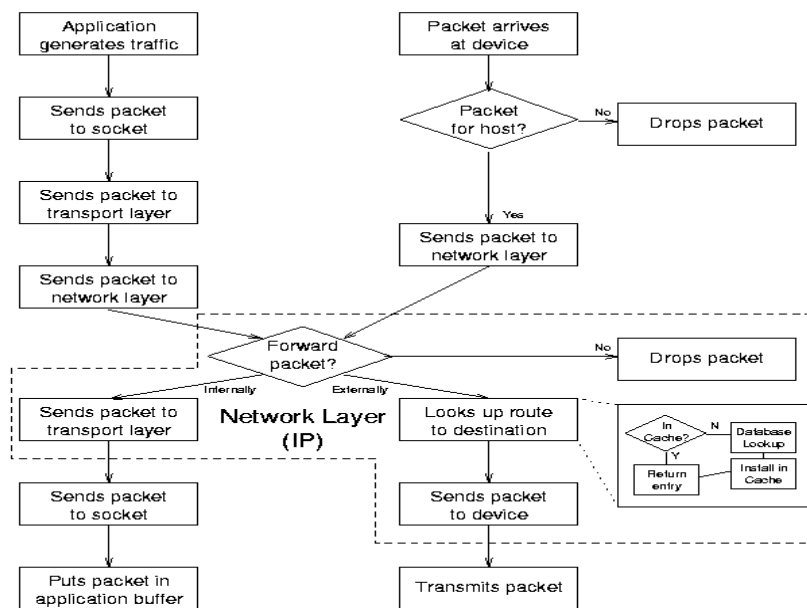 Application
generates traffic
Packet arrives
at device
Sends packet
to socket
Packet
for host?
No
Drops packet
Sends packet to
transport layer
Yes
Sends packet to
network layer
Sends packet to
network layer
Forward
packet?
No
Drops packet
Internally
Externally
Sends packet to
transport layer
Network Layer
(IP)
Looks up route
to destination
In
Cache?
N
Database
Lookup
Y
Return
entry
Install in
Cache
Sends packet
to socket
Sends packet
to device
Puts packet in
application buffer
Transmits packet